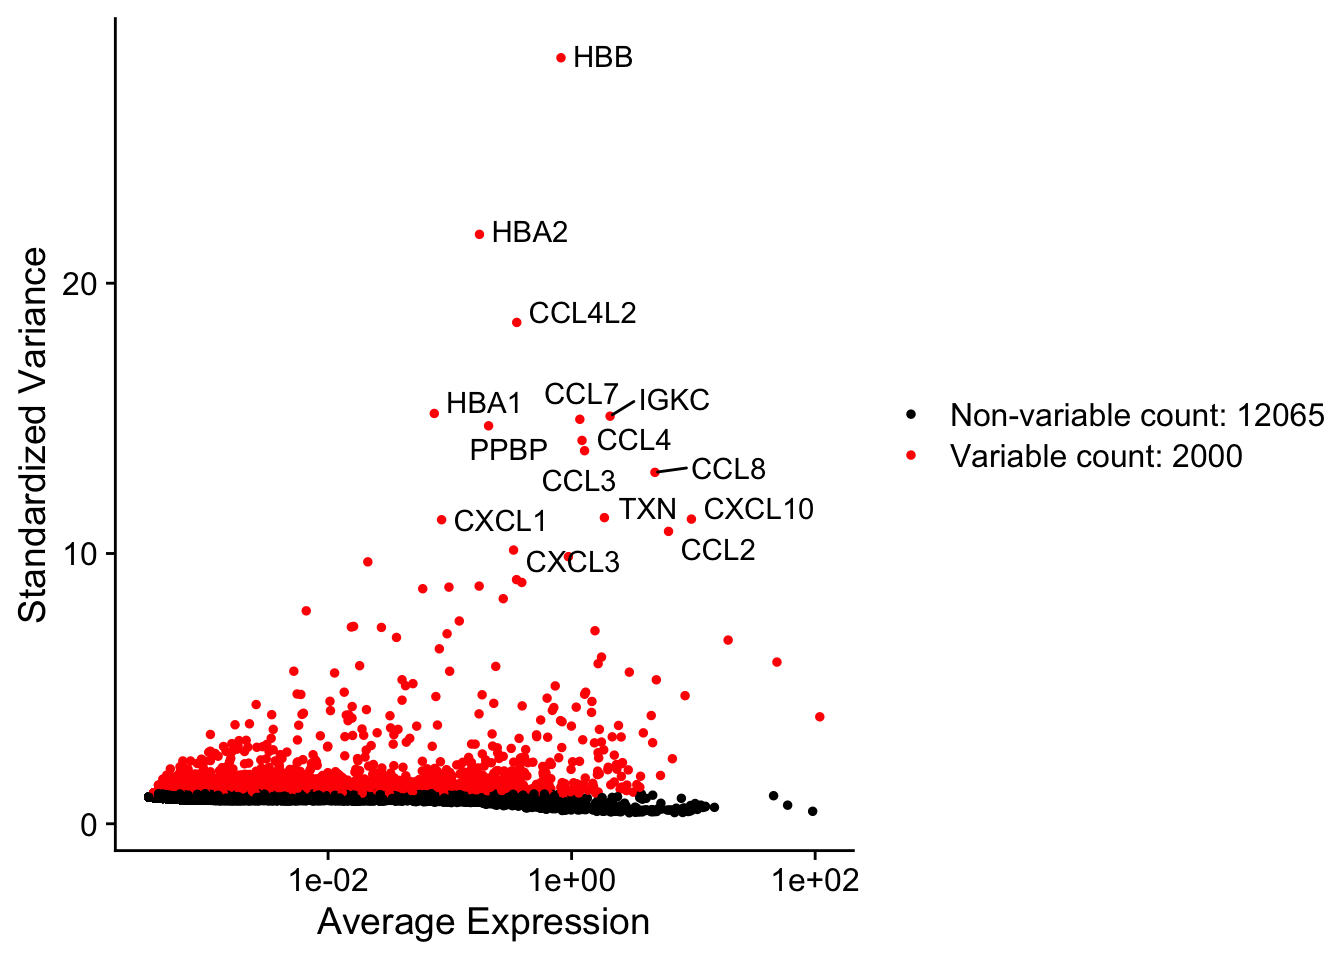 HBB
HBA2
20
CCL4L2
CCL7
IGKC
HBA1
PPBP
CCL4
CCL3
CCL8
TXN
CXCL10
CXCL1
CCL2
10
CXCL3
0
Standardized Variance
1e-02
1e+00
1e+02
Average Expression
Non-variable count: 12065
Variable count: 2000